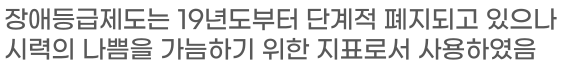 장애등급제도는 19년도부터 단계적 폐지되고 있으나
시력의 나쁨을 가늠하기 위한 지표로서 사용하였음